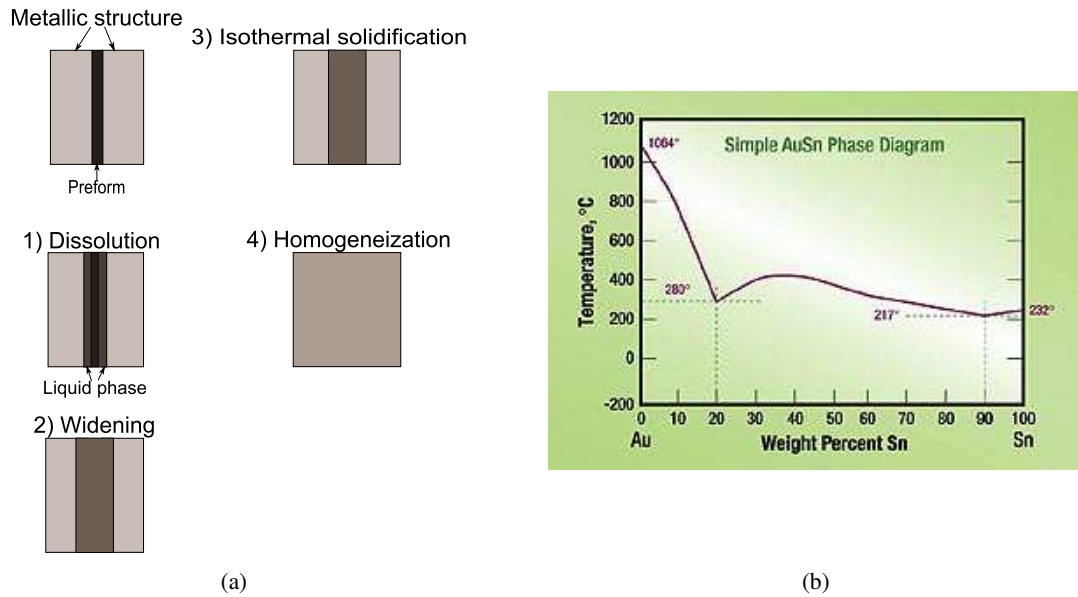 Metallic structure
Preform
1) Dissolution
Liquid phase
2) Widening
3) Isothermal solidification
4) Homogeneization
(a)
Simple AuSn Phase Diagram
Temperature, °C
1200
1000
800
600
400
200
0
-200
1064°
280°
217°
232°
0 10 20 30 40 50 60 70 80 90 100
Au Weight Percent Sn Sn
(b)